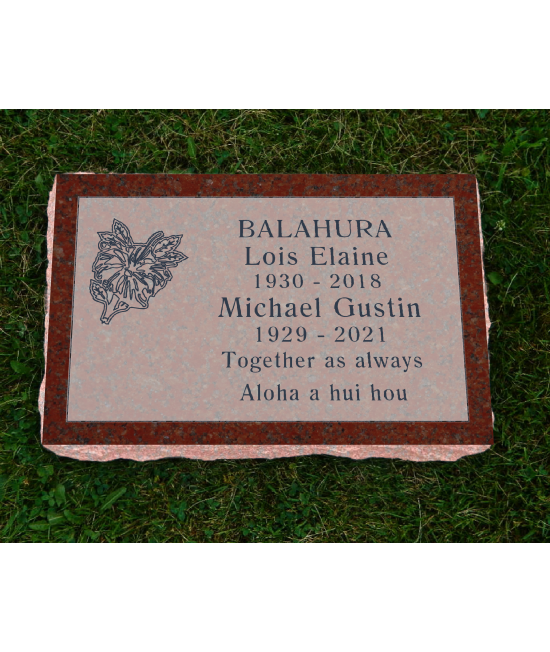 BALAHURA
Lois Elaine
1930 - 2018
Michael Gustin
1929 - 2021
Together as always
Aloha a hui hou